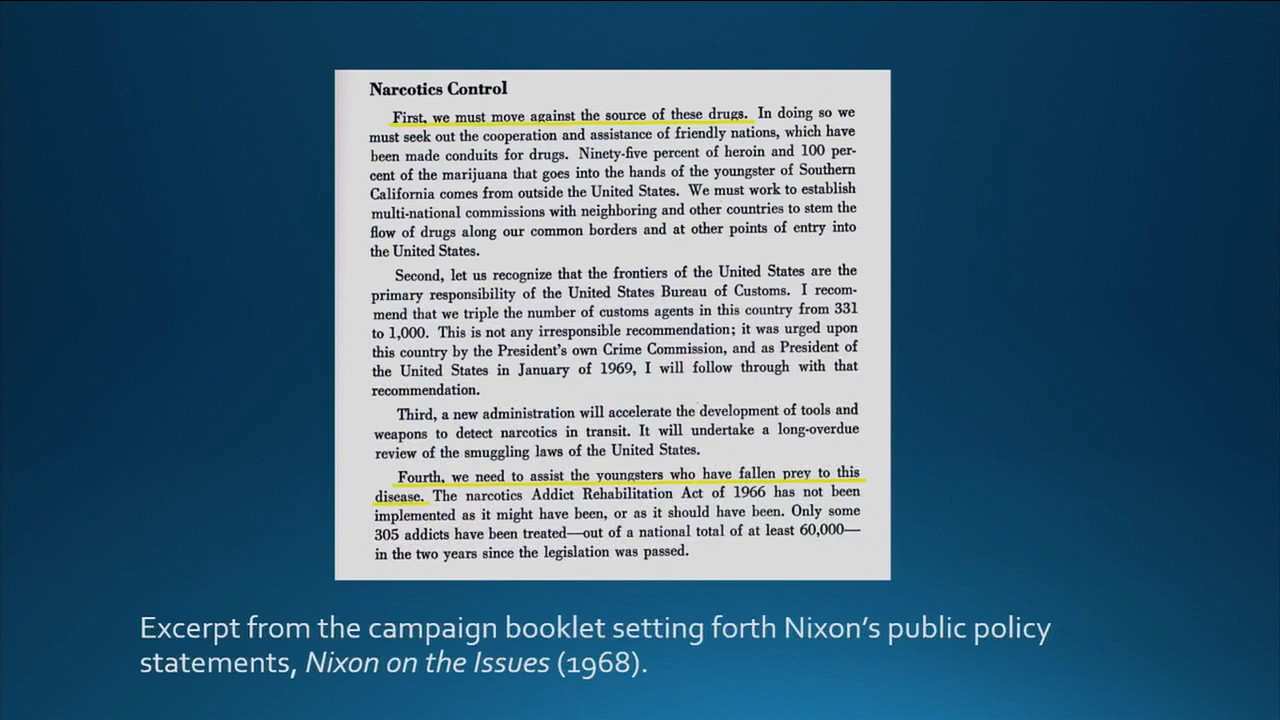 Narcotics Control
First, we must move against the source of these drugs. In doing so we
must seek out the cooperation and assistance of friendly nations, which have
been made conduits for drugs. Ninety-five percent of heroin and 100 per-
cent of the marijuana that goes into the hands of the youngster of Southern
California comes from outside the United States. We must work to establish
multi-national commissions with neighboring and other countries to stem the
flow of drugs along our common borders and at other points of entry into
the United States.
Second, let us recognize that the frontiers of the United States are the
primary responsibility of the United States Bureau of Customs. I recom-
mend that we triple the number of customs agents in this country from 331
to 1,000. This is not any irresponsible recommendation; it was urged upon
this country by the President's own Crime Commission, and as President of
the United States in January of 1969, I will follow through with that
recommendation.
Third, a new administration will accelerate the development of tools and
weapons to detect narcotics in transit. It will undertake a long-overdue
review of the smuggling laws of the United States.
Fourth, we need to assist the youngsters who have fallen prey to this
disease. The narcotics Addict Rehabilitation Act of 1966 has not been
implemented as it might have been, or as it should have been. Only some
305 addicts have been treated—out of a national total of at least 60,000—
in the two years since the legislation was passed.
Excerpt from the campaign booklet setting forth Nixon's public policy
statements, Nixon on the Issues (1968).